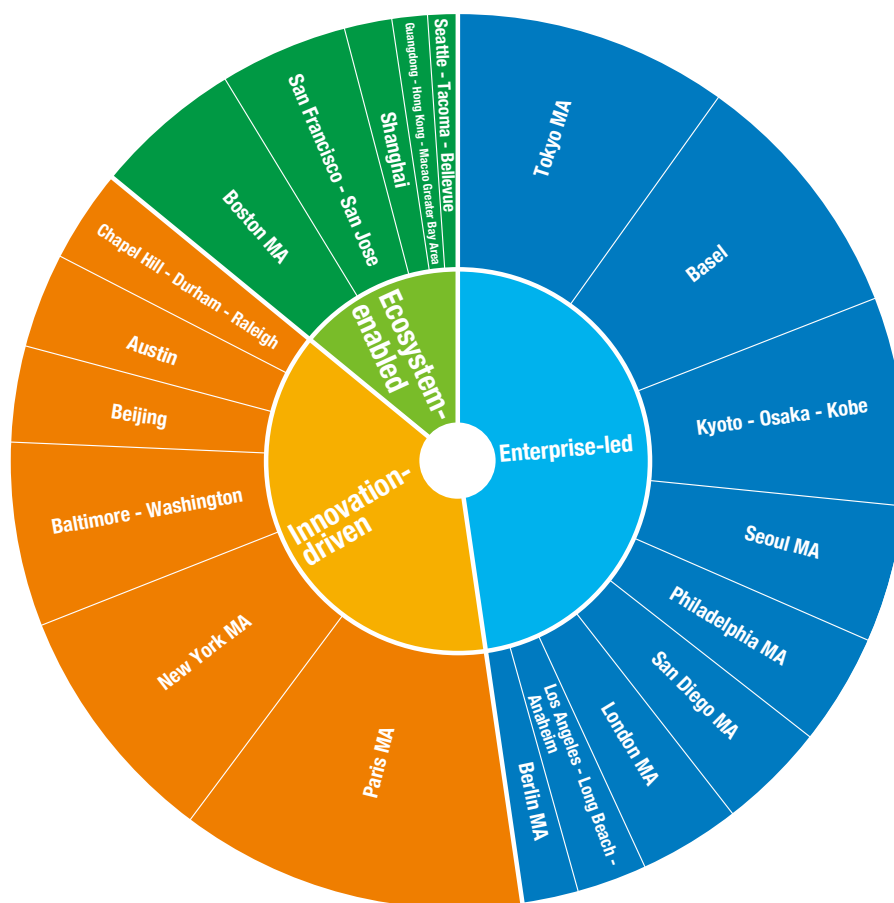 Enterprise-led
Tokyo MA
Basel
Kyoto - Osaka - Kobe
Seoul MA
Philadelphia MA
San Diego MA
London MA
Los Angeles - Long Beach -
Anaheim
Berlin MA
Innovation-
driven
Paris MA
New York MA
Baltimore - Washington
Beijing
Austin
Chapel Hill - Durham - Raleigh
Ecosystem-
enabled
Boston MA
San Francisco - San Jose
Shanghai
Guangdong - Hong Kong - Macao Greater Bay Area
Seattle - Tacoma - Bellevue